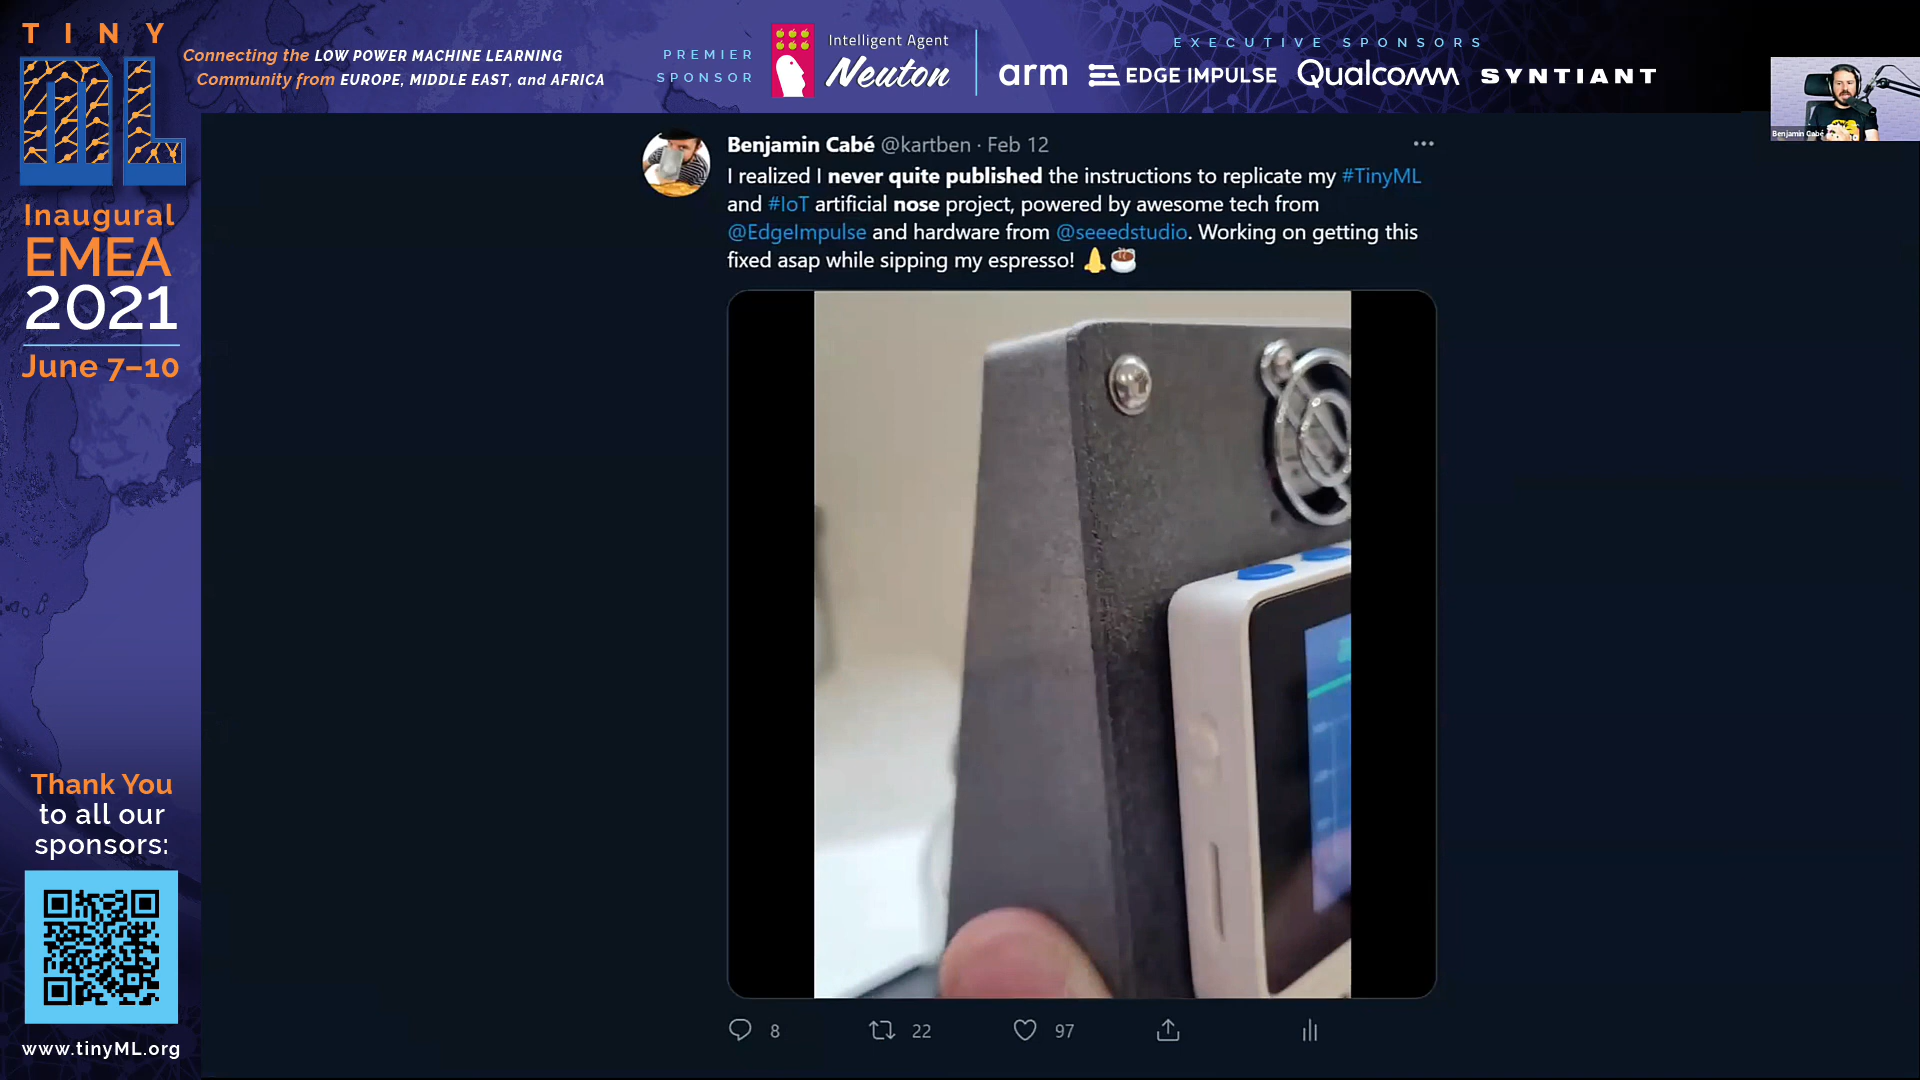 TINY
ML
Connecting the LOW POWER MACHINE LEARNING
Community from EUROPE, MIDDLE EAST, and AFRICA
PREMIER
SPONSOR
Intelligent Agent
Neuton
EXECUTIVE SPONSORS
arm
EDGE IMPULSE
Qualcomm
SYNTIANT
Benjamin Cabé
Inaugural
EMEA
2021
June 7–10
Benjamin Cabé @kartben · Feb 12
I realized I never quite published the instructions to replicate my #TinyML
and #IoT artificial nose project, powered by awesome tech from
@EdgeImpulse and hardware from @seeedstudio. Working on getting this
fixed asap while sipping my espresso! 👃☕
8 22 97
Thank You
to all our
sponsors:
www.tinyML.org